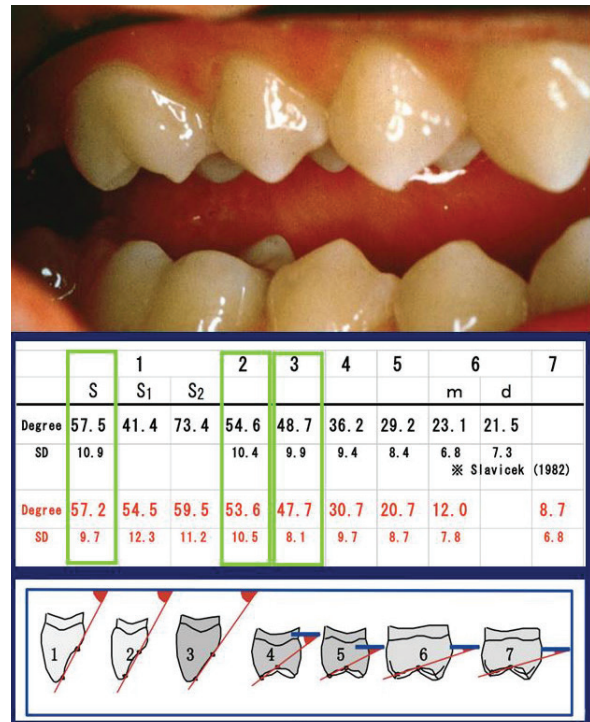 1 2 3 4 5 6 7
S S₁ S₂ m d
Degree 57.5 41.4 73.4 54.6 48.7 36.2 29.2 23.1 21.5
SD 10.9 10.4 9.9 9.4 8.4 6.8 7.3
※ Slavicek (1982)
Degree 57.2 54.5 59.5 53.6 47.7 30.7 20.7 12.0 8.7
SD 9.7 12.3 11.2 10.5 8.1 9.7 8.7 7.8 6.8
1 2 3 4 5 6 7